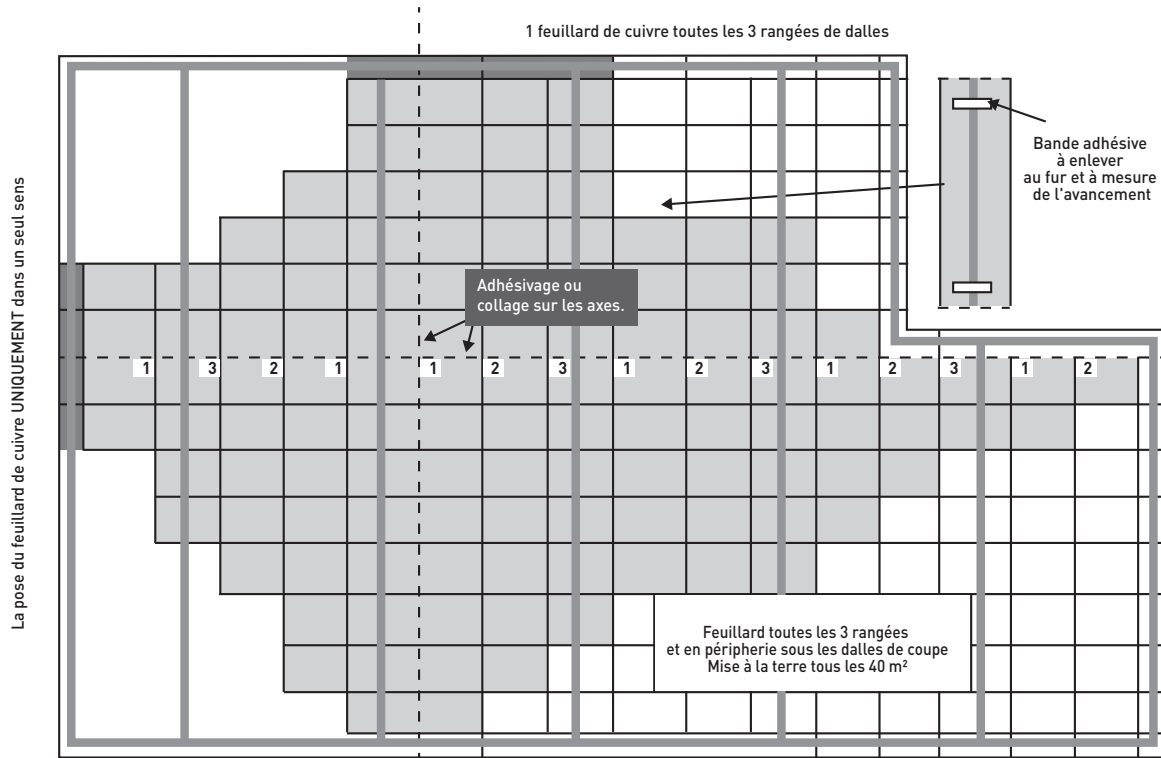 1 feuillard de cuivre toutes les 3 rangées de dalles
La pose du feuillard de cuivre UNIQUEMENT dans un seul sens
Bande adhésive
à enlever
au fur et à mesure
de l'avancement
Adhésivage ou
collage sur les axes.
1 3 2 1 1 2 3 1 2 3 1 2 3 1 2
Feuillard toutes les 3 rangées
et en péripherie sous les dalles de coupe
Mise à la terre tous les 40 m²